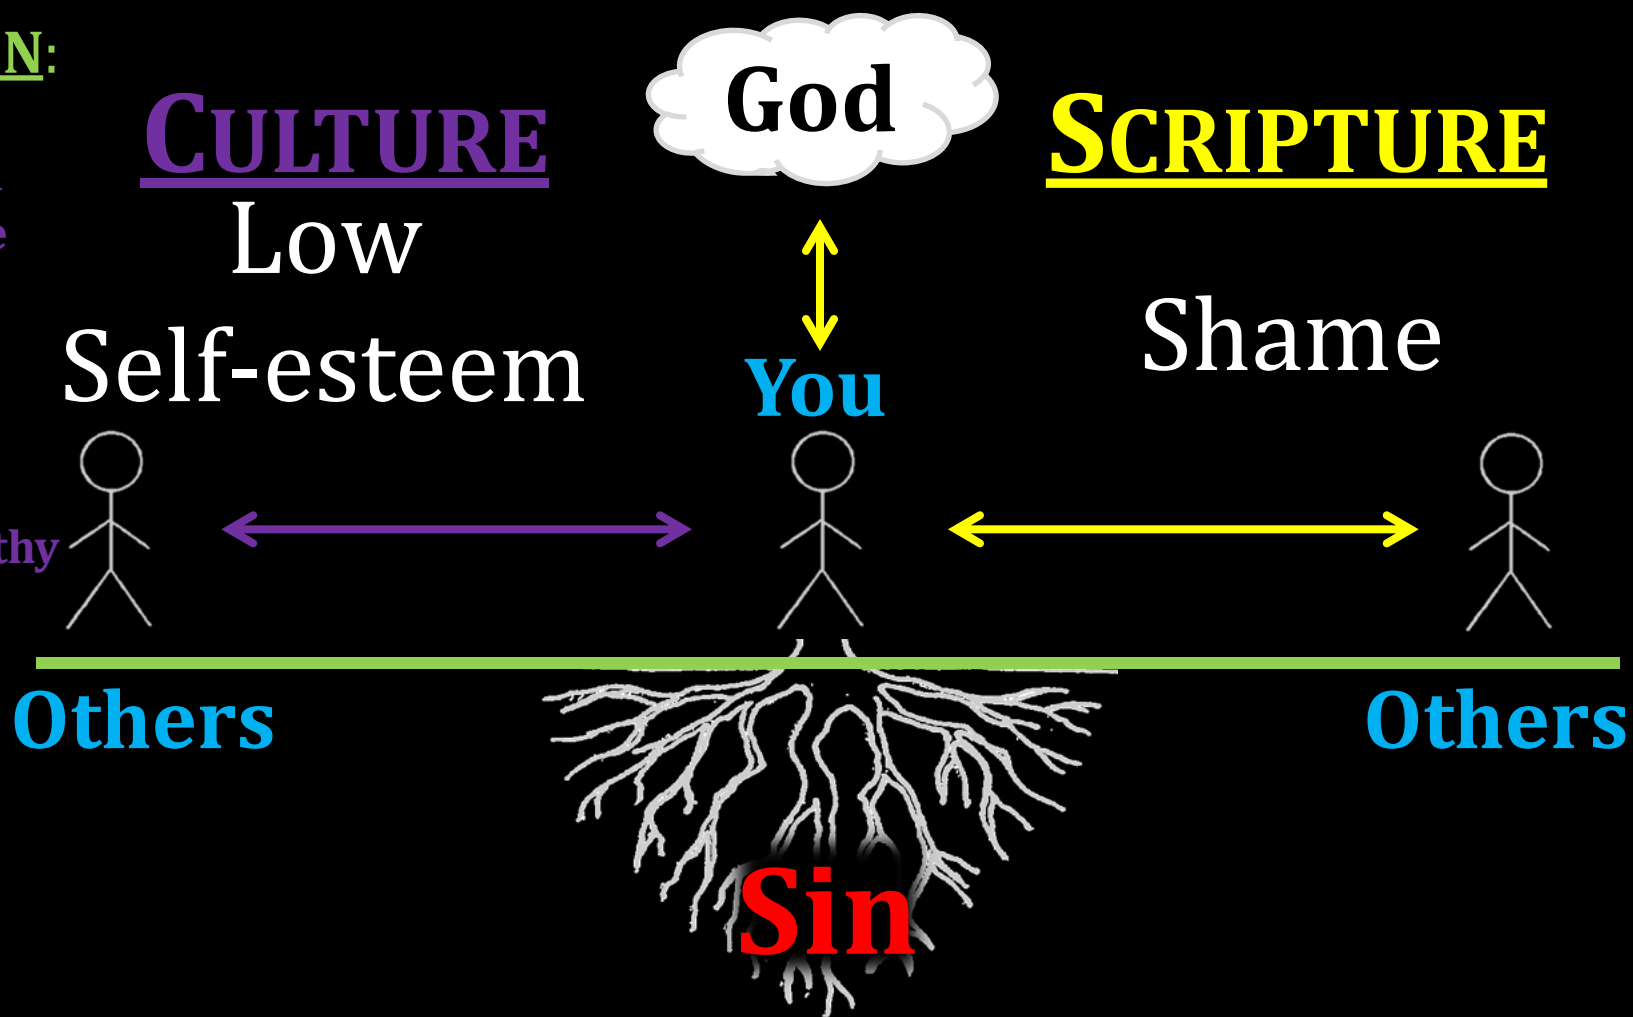 N:
CULTURE
Low
Self-esteem
God
You
SCRIPTURE
Shame
thy
Others
Others
Sin